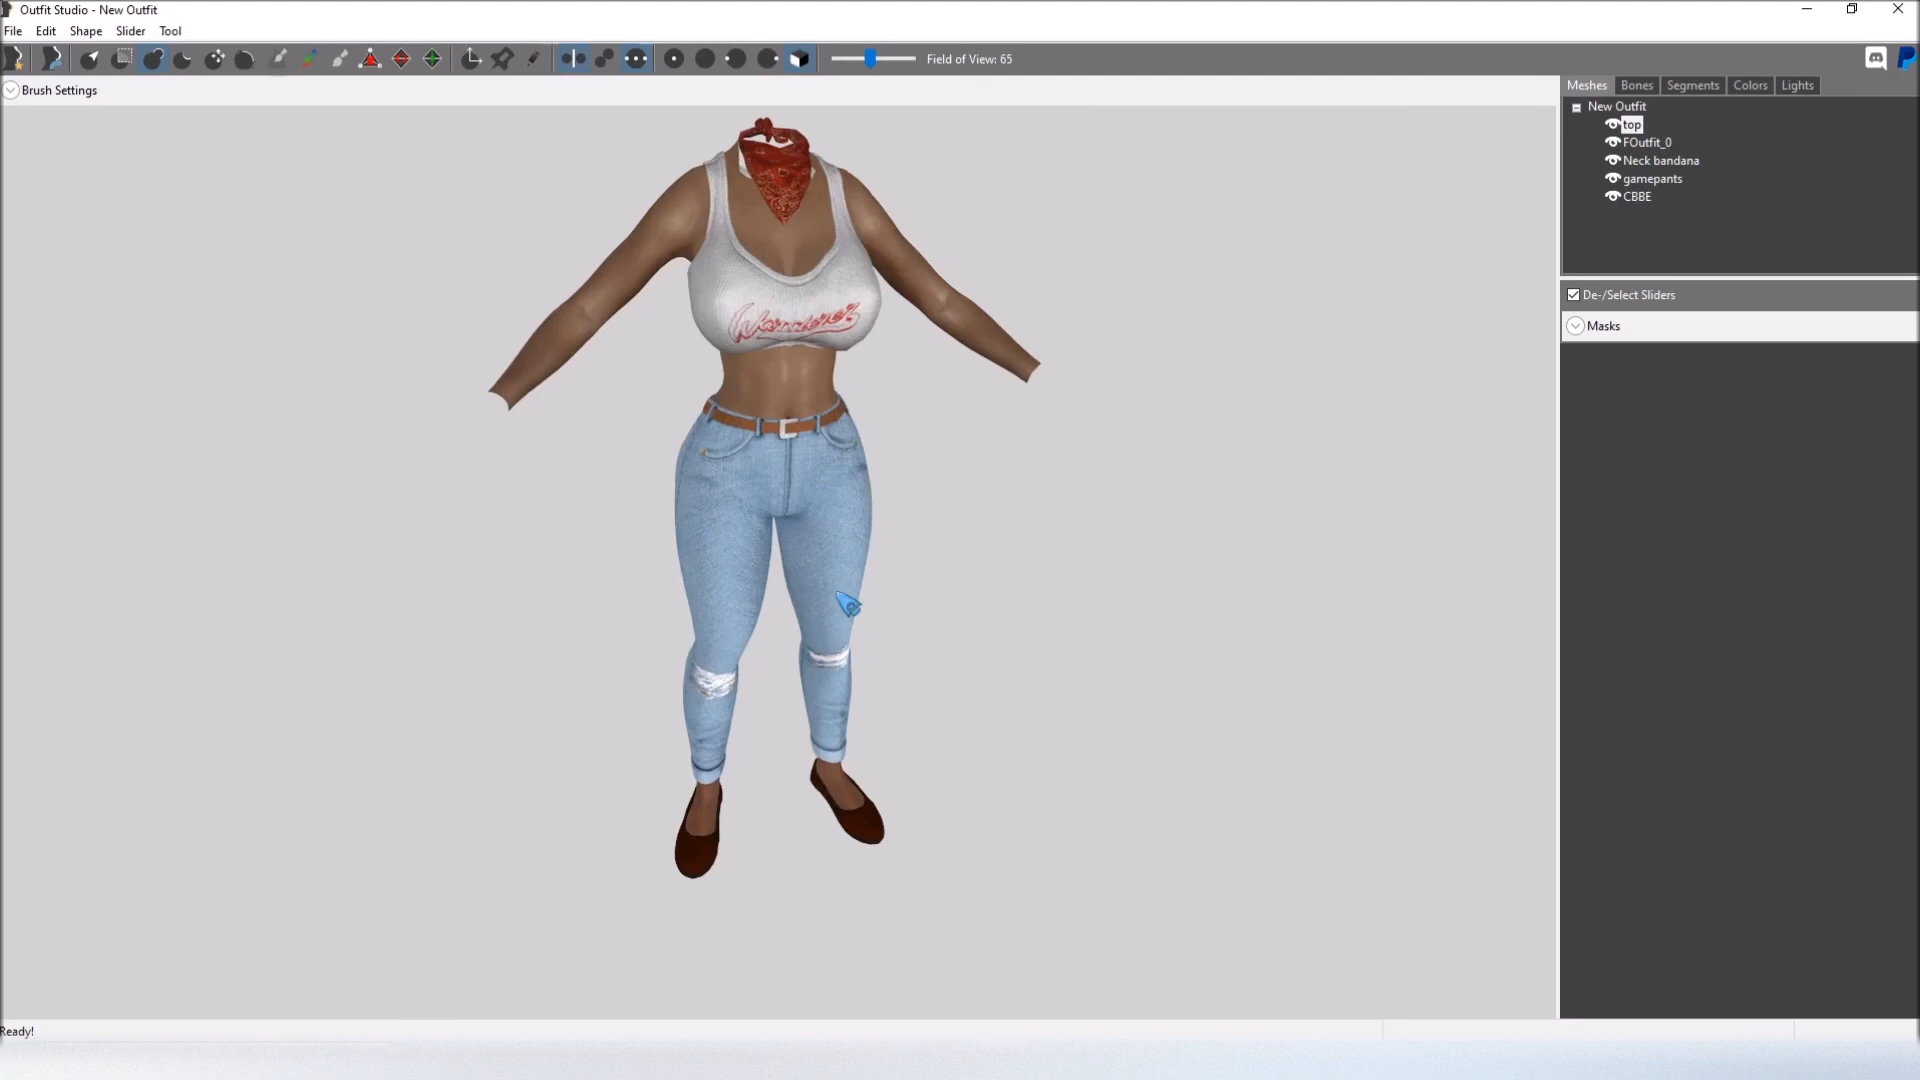 Outfit Studio - New Outfit
File Edit Shape Slider Tool
Field of View: 65
Brush Settings
Meshes Bones Segments Colors Lights
New Outfit
top
FOutfit_0
Neck bandana
gamepants
CBBE
De-/Select Sliders
Masks
Wanderer
Ready!